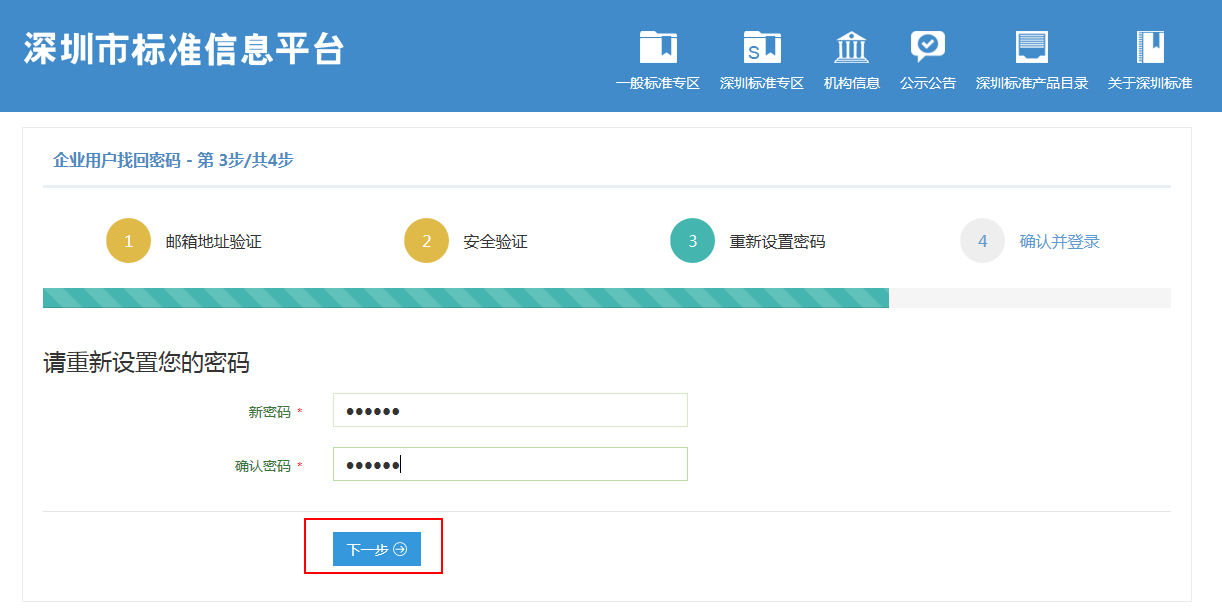 深圳市标准信息平台
S
一般标准专区 深圳标准专区 机构信息 公示公告 深圳标准产品目录 关于深圳标准
企业用户找回密码 - 第 3步/共4步
1 邮箱地址验证 2 安全验证 3 重新设置密码 4 确认并登录
请重新设置您的密码
新密码 * ●●●●●●
确认密码 * ●●●●●●
下一步